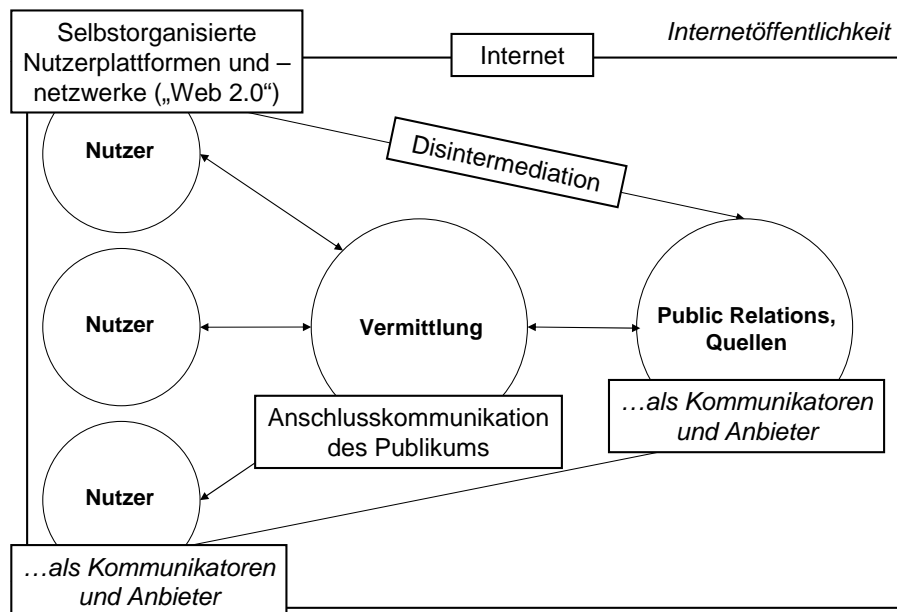 Selbstorganisierte
Nutzerplattformen und –
netzwerke („Web 2.0“)
Internet
Internetöffentlichkeit
Nutzer
Disintermediation
Nutzer
Vermittlung
Public Relations,
Quellen
…als Kommunikatoren
und Anbieter
Anschlusskommunikation
des Publikums
Nutzer
…als Kommunikatoren
und Anbieter